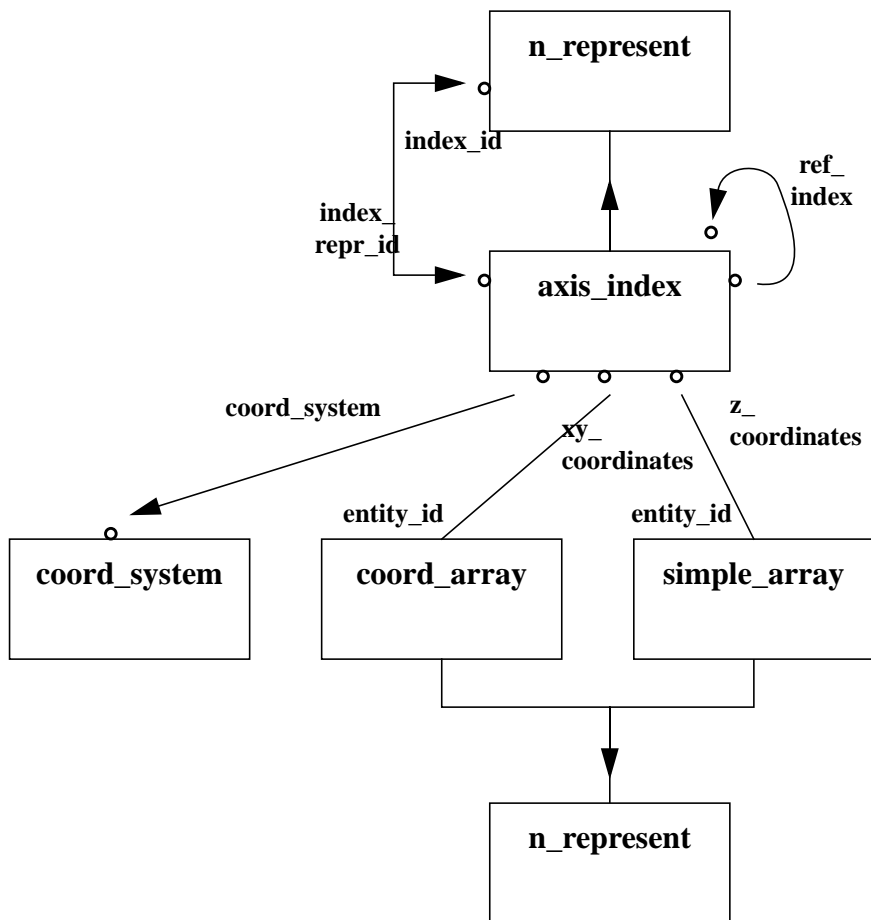 n_represent
index_id
ref_
index
index_
repr_id
axis_index
coord_system
xy_
coordinates
z_
coordinates
entity_id
entity_id
coord_system
coord_array
simple_array
n_represent